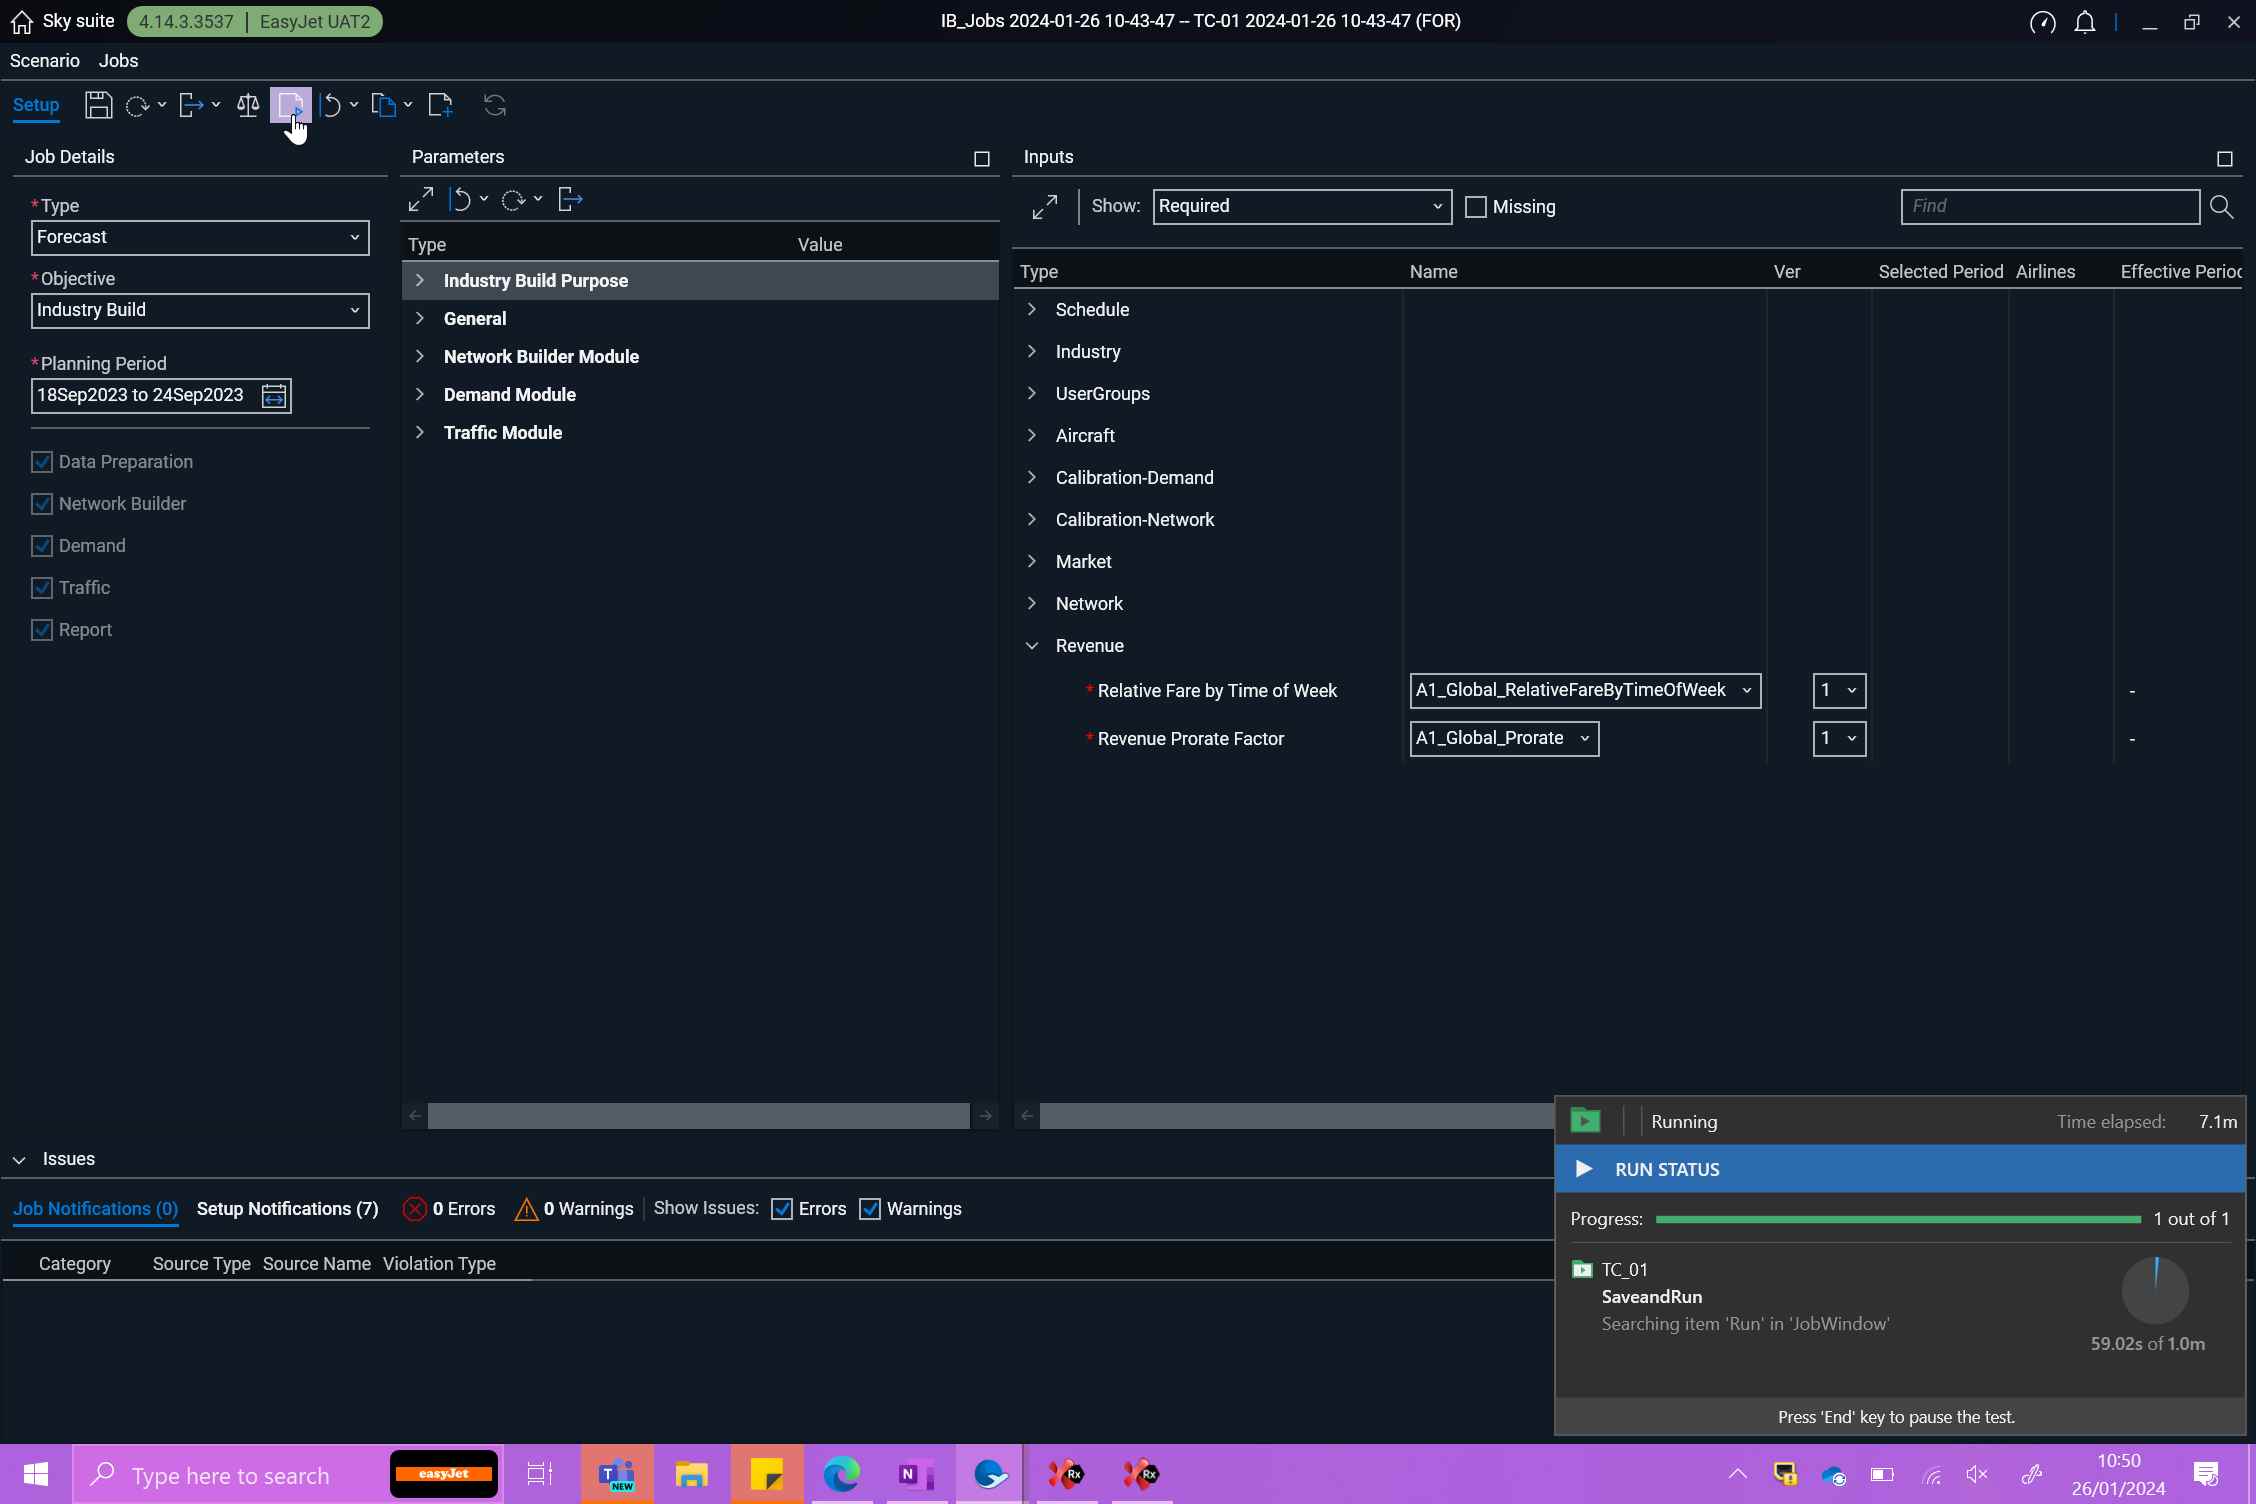 Sky suite 4.14.3.3537 | EasyJet UAT2 IB_Jobs 2024-01-26 10-43-47 -- TC-01 2024-01-26 10-43-47 (FOR)
Scenario Jobs
Setup
Job Details
*Type
Forecast
*Objective
Industry Build
*Planning Period
18Sep2023 to 24Sep2023
Data Preparation
Network Builder
Demand
Traffic
Report
Parameters
Type Value
Industry Build Purpose
General
Network Builder Module
Demand Module
Traffic Module
Inputs
Show: Required Missing Find
Type Name Ver Selected Period Airlines Effective Perioc
Schedule
Industry
UserGroups
Aircraft
Calibration-Demand
Calibration-Network
Market
Network
Revenue
* Relative Fare by Time of Week A1_Global_RelativeFareByTimeOfWeek 1 -
* Revenue Prorate Factor A1_Global_Prorate 1 -
Issues
Job Notifications (0) Setup Notifications (7) 0 Errors 0 Warnings Show Issues: Errors Warnings
Category Source Type Source Name Violation Type
Running Time elapsed: 7.1m
RUN STATUS
Progress: 1 out of 1
TC_01
SaveandRun
Searching item 'Run' in 'JobWindow'
59.02s of 1.0m
Press 'End' key to pause the test.
Type here to search easyJet
T NEW
N
Rx
Rx
10:50
26/01/2024